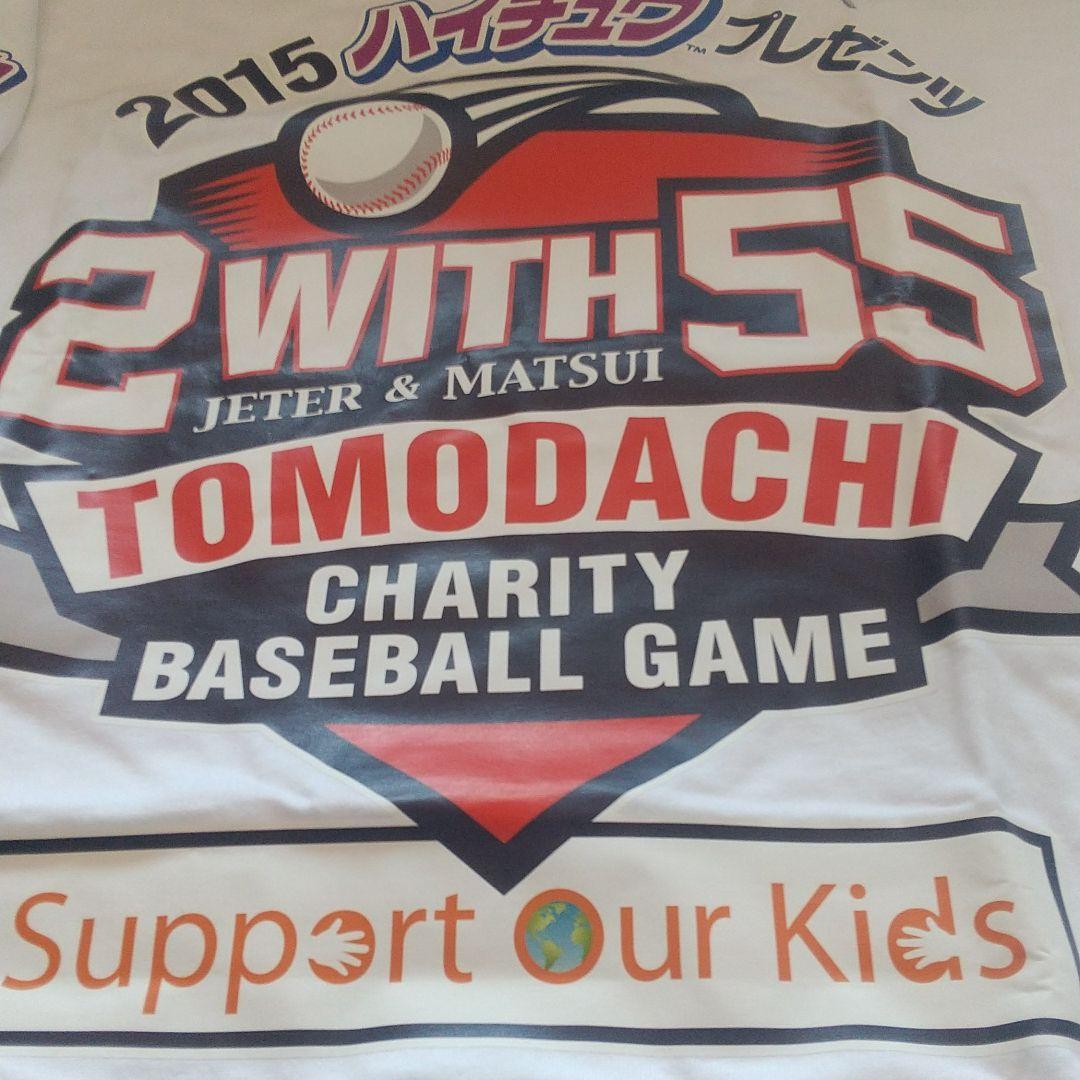 2015 ハイチュウ™ プレゼンツ
2 WITH 55
JETER & MATSUI
TOMODACHI
CHARITY
BASEBALL GAME
Support Our Kids